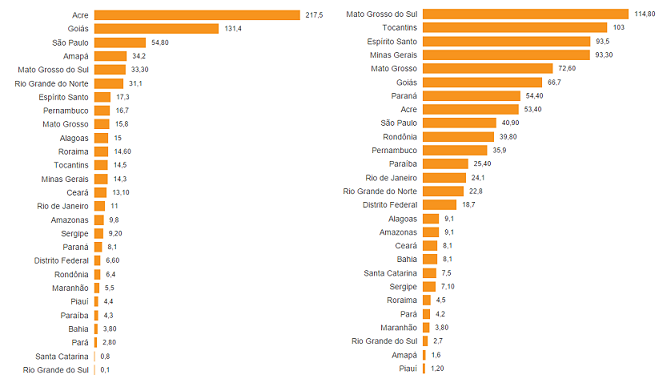 Acre 217,5
Goiás 131,4
São Paulo 54,80
Amapá 34,2
Mato Grosso do Sul 33,30
Rio Grande do Norte 31,1
Espírito Santo 17,3
Pernambuco 16,7
Mato Grosso 15,8
Alagoas 15
Roraima 14,60
Tocantins 14,5
Minas Gerais 14,3
Ceará 13,10
Rio de Janeiro 11
Amazonas 9,8
Sergipe 9,20
Paraná 8,1
Distrito Federal 6,60
Rondônia 6,4
Maranhão 5,5
Piauí 4,4
Paraíba 4,3
Bahia 3,80
Pará 2,80
Santa Catarina 0,8
Rio Grande do Sul 0,1
Mato Grosso do Sul 114,80
Tocantins 103
Espírito Santo 93,5
Minas Gerais 93,30
Mato Grosso 72,60
Goiás 66,7
Paraná 54,40
Acre 53,40
São Paulo 40,90
Rondônia 39,80
Pernambuco 35,9
Paraíba 25,40
Rio de Janeiro 24,1
Rio Grande do Norte 22,8
Distrito Federal 18,7
Alagoas 9,1
Amazonas 9,1
Ceará 8,1
Bahia 8,1
Santa Catarina 7,5
Sergipe 7,10
Roraima 4,5
Pará 4,2
Maranhão 3,80
Rio Grande do Sul 2,7
Amapá 1,6
Piauí 1,20